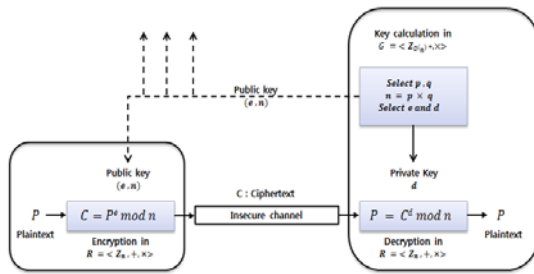 Key calculation in
G = < Z_Φ(n)*, × >
Select p, q
n = p × q
Select e and d
Public key
(e, n)
Private Key
d
Public key
(e, n)
C : Ciphertext
P
Plaintext
C = P^e mod n
Insecure channel
P = C^d mod n
P
Plaintext
Encryption in
R = < Z_n, +, × >
Decryption in
R = < Z_n, +, × >